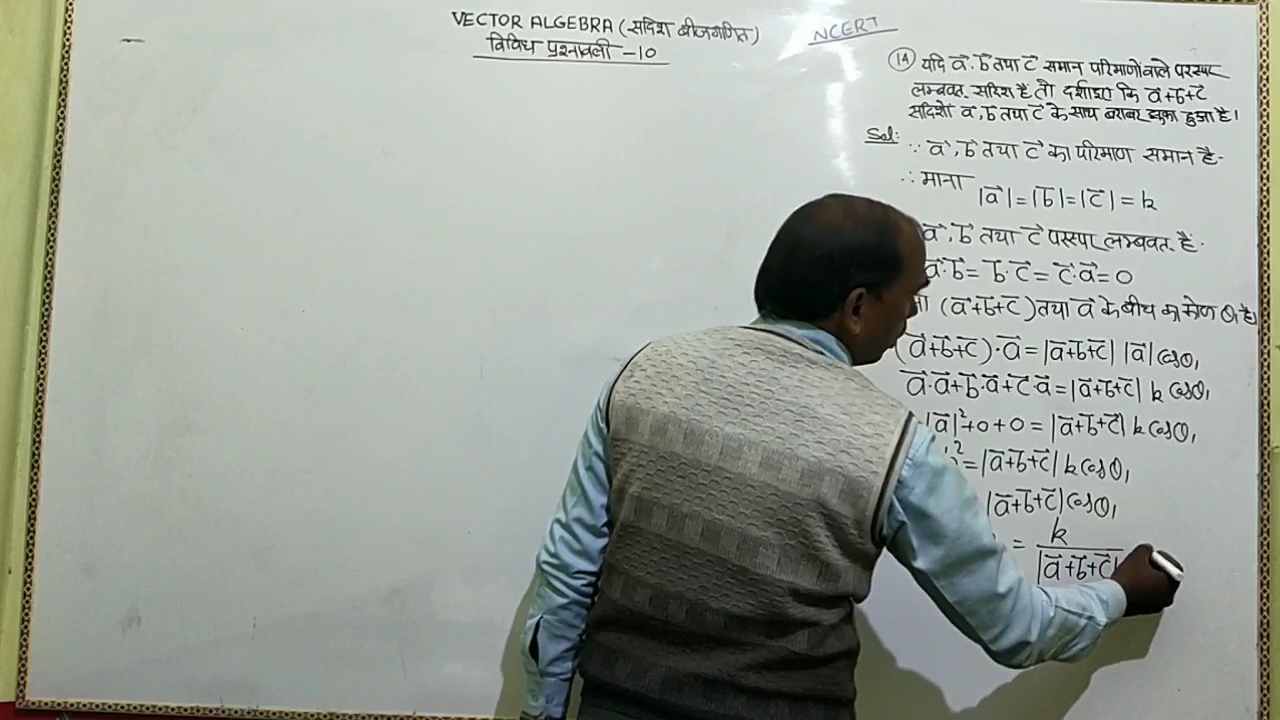 VECTOR ALGEBRA (सदिश बीजगणित)
NCERT
विविध प्रश्नावली - 10
(14) यदि a⃗, b⃗ तथा c⃗ समान परिमाणों वाले परस्पर
लम्बवत् सदिश हैं तो दर्शाइए कि a⃗+b⃗+c⃗
सदिशों a⃗, b⃗ तथा c⃗ के साथ बराबर झुका हुआ है।
Sol:
∵ a⃗, b⃗ तथा c⃗ का परिमाण समान है-
∴ माना
|a⃗| = |b⃗| = |c⃗| = k
a⃗, b⃗ तथा c⃗ परस्पर लम्बवत् हैं.
a⃗·b⃗ = b⃗·c⃗ = c⃗·a⃗ = 0
(a⃗+b⃗+c⃗) तथा a⃗ के बीच का कोण θ₁ है।
(a⃗+b⃗+c⃗)·a⃗ = |a⃗+b⃗+c⃗| |a⃗| cosθ₁
a⃗·a⃗+b⃗·a⃗+c⃗·a⃗ = |a⃗+b⃗+c⃗| k cosθ₁
|a⃗|²+0+0 = |a⃗+b⃗+c⃗| k cosθ₁
² = |a⃗+b⃗+c⃗| k cosθ₁
|a⃗+b⃗+c⃗| cosθ₁
= k / |a⃗+b⃗+c⃗|